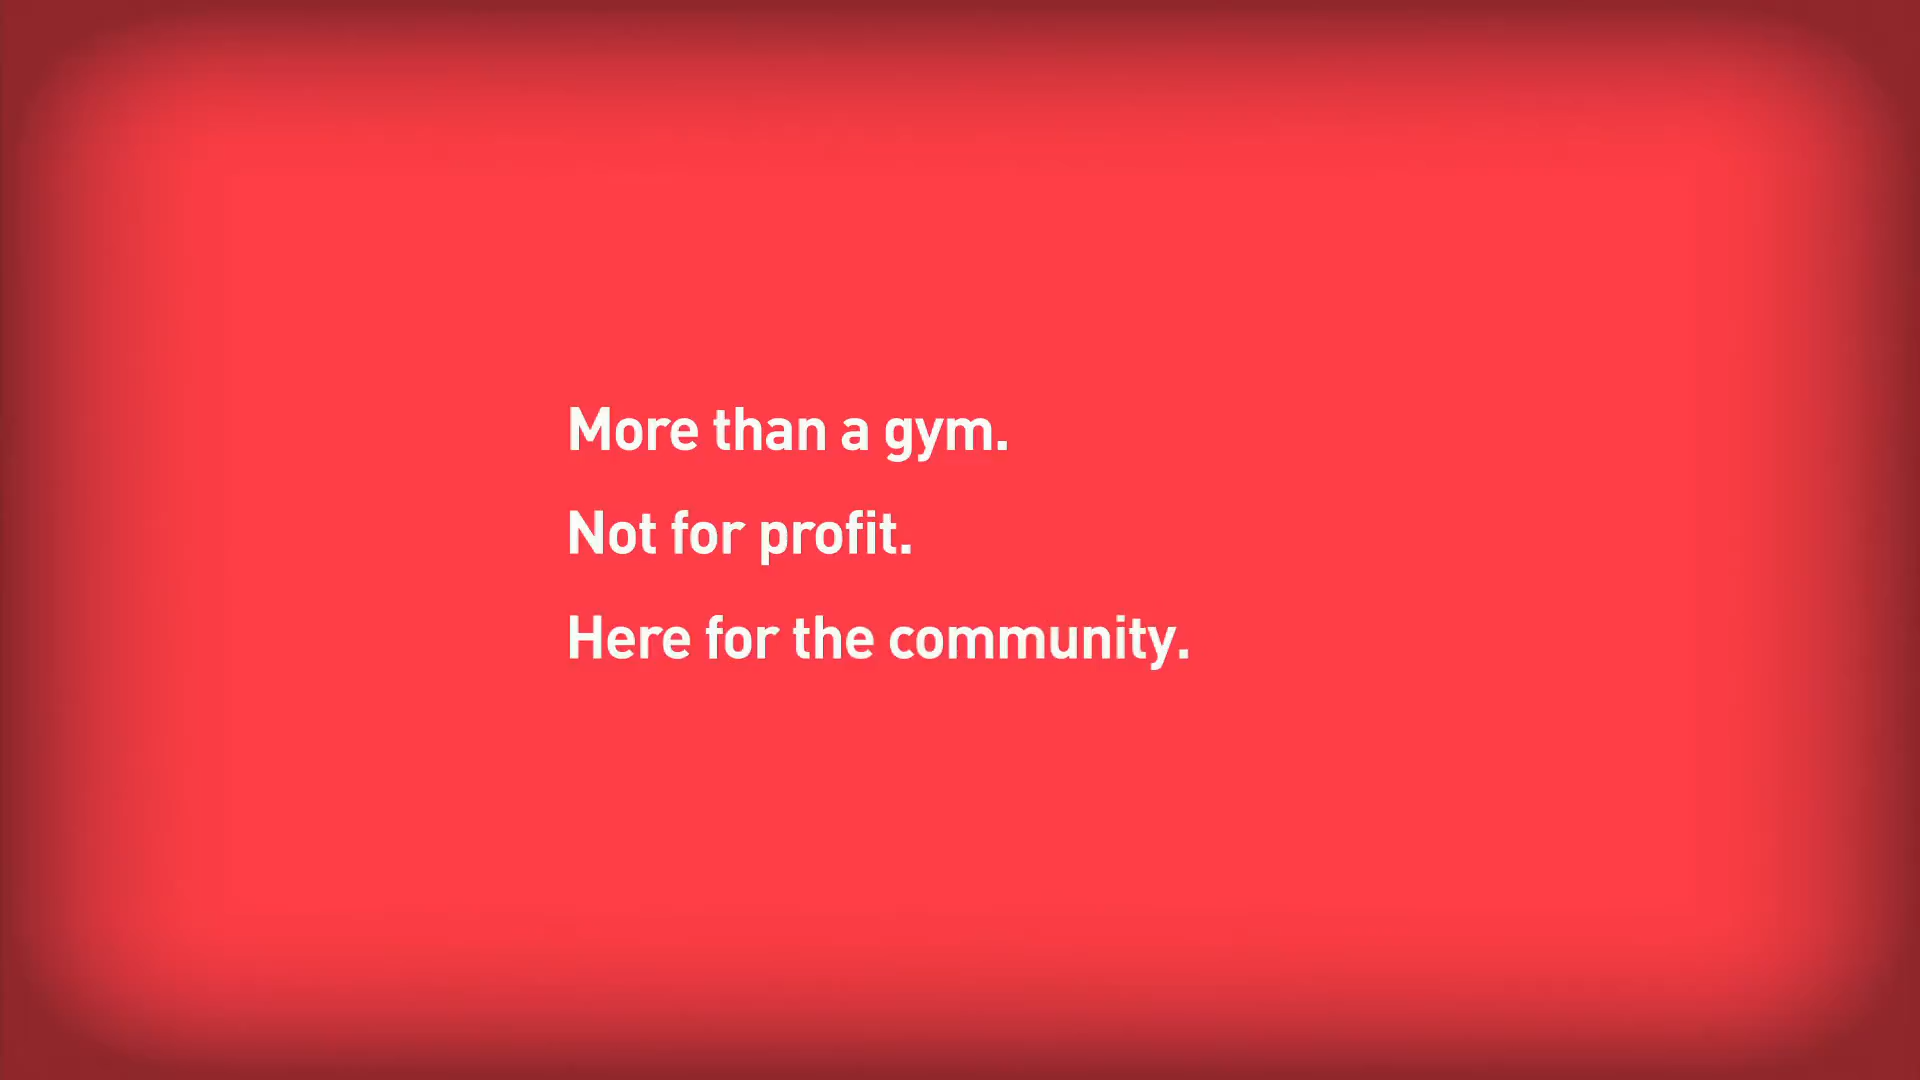 More than a gym.
Not for profit.
Here for the community.